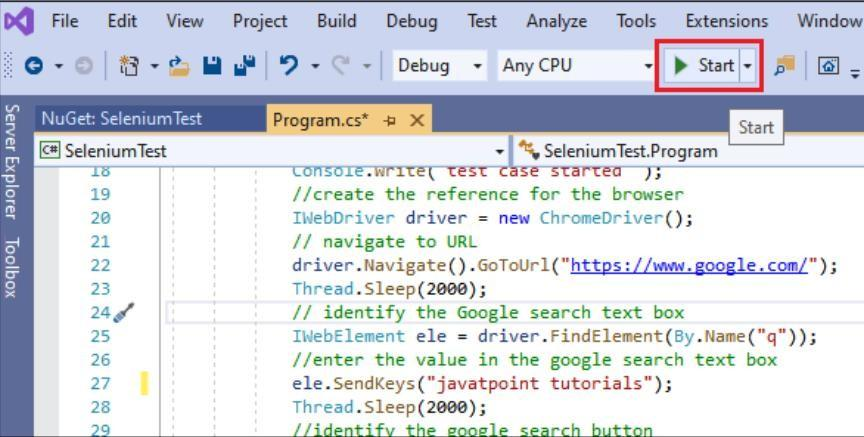 File Edit View Project Build Debug Test Analyze Tools Extensions Window
Debug Any CPU Start
Server Explorer
Toolbox
NuGet: SeleniumTest Program.cs*
Start
C# SeleniumTest SeleniumTest.Program
18 Console.Write( test case started );
19 //create the reference for the browser
20 IWebDriver driver = new ChromeDriver();
21 // navigate to URL
22 driver.Navigate().GoToUrl("https://www.google.com/");
23 Thread.Sleep(2000);
24 // identify the Google search text box
25 IWebElement ele = driver.FindElement(By.Name("q"));
26 //enter the value in the google search text box
27 ele.SendKeys("javatpoint tutorials");
28 Thread.Sleep(2000);
29 //identify the google search button